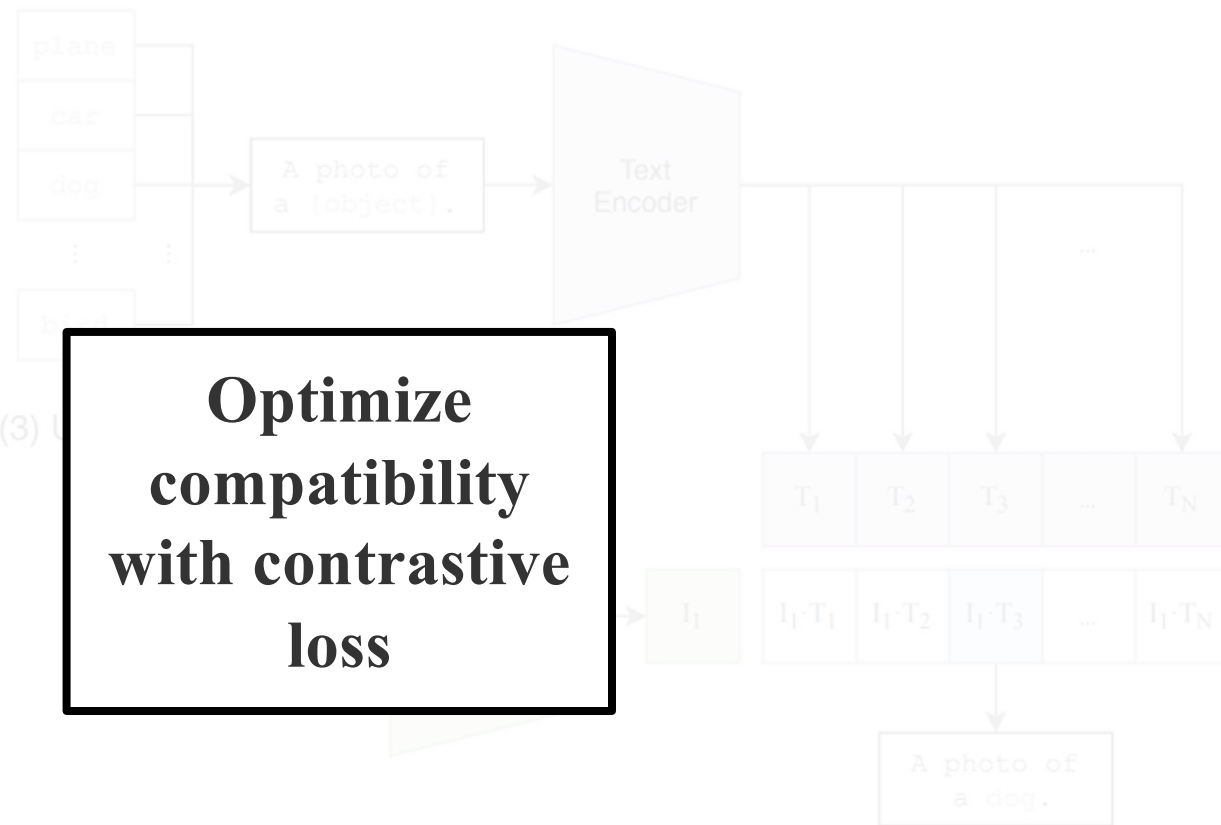 plane
car
dog
⋮ ⋮
A photo of
a {object}.
Text
Encoder
...
Optimize
compatibility
with contrastive
loss
(3)
T1 T2 T3 ... TN
I1 I1·T1 I1·T2 I1·T3 ... I1·TN
A photo of
a dog.